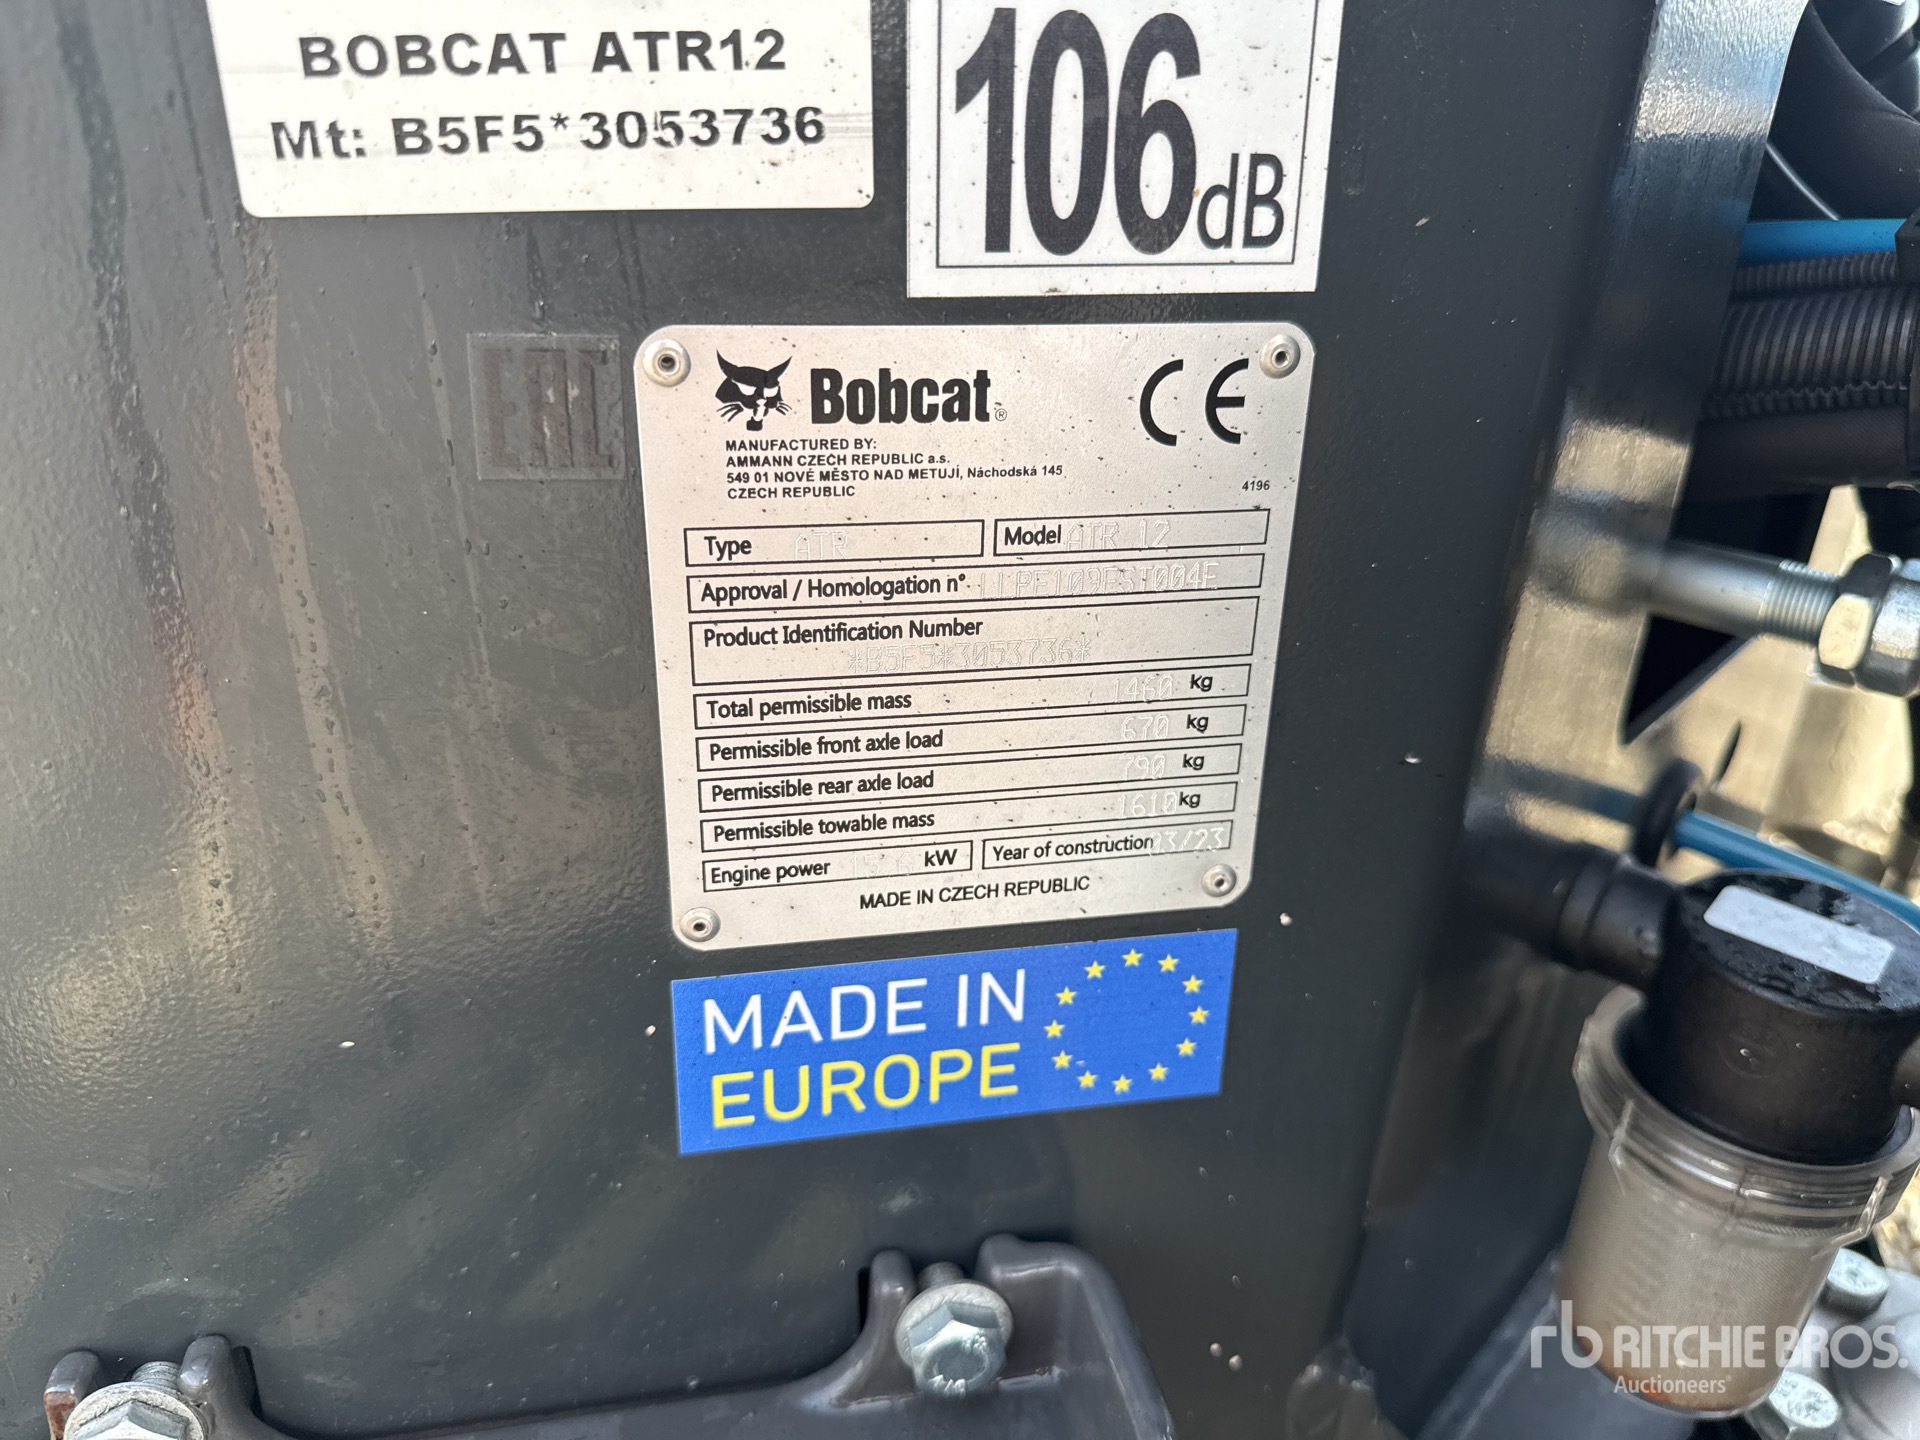 BOBCAT ATR12
Mt: B5F5*3053736
106dB
EAC
Bobcat®
CE
MANUFACTURED BY:
AMMANN CZECH REPUBLIC a.s.
549 01 NOVÉ MĚSTO NAD METUJÍ, Náchodská 145
CZECH REPUBLIC
4196
Type ATR
Model ATR 12
Approval / Homologation n° LLPE109EST004E
Product Identification Number
*B5F5*3053736*
Total permissible mass 1460 kg
Permissible front axle load 670 kg
Permissible rear axle load 790 kg
Permissible towable mass 1610 kg
Engine power kW
Year of construction 03/23
MADE IN CZECH REPUBLIC
MADE IN
EUROPE
rb RITCHIE BROS.
Auctioneers